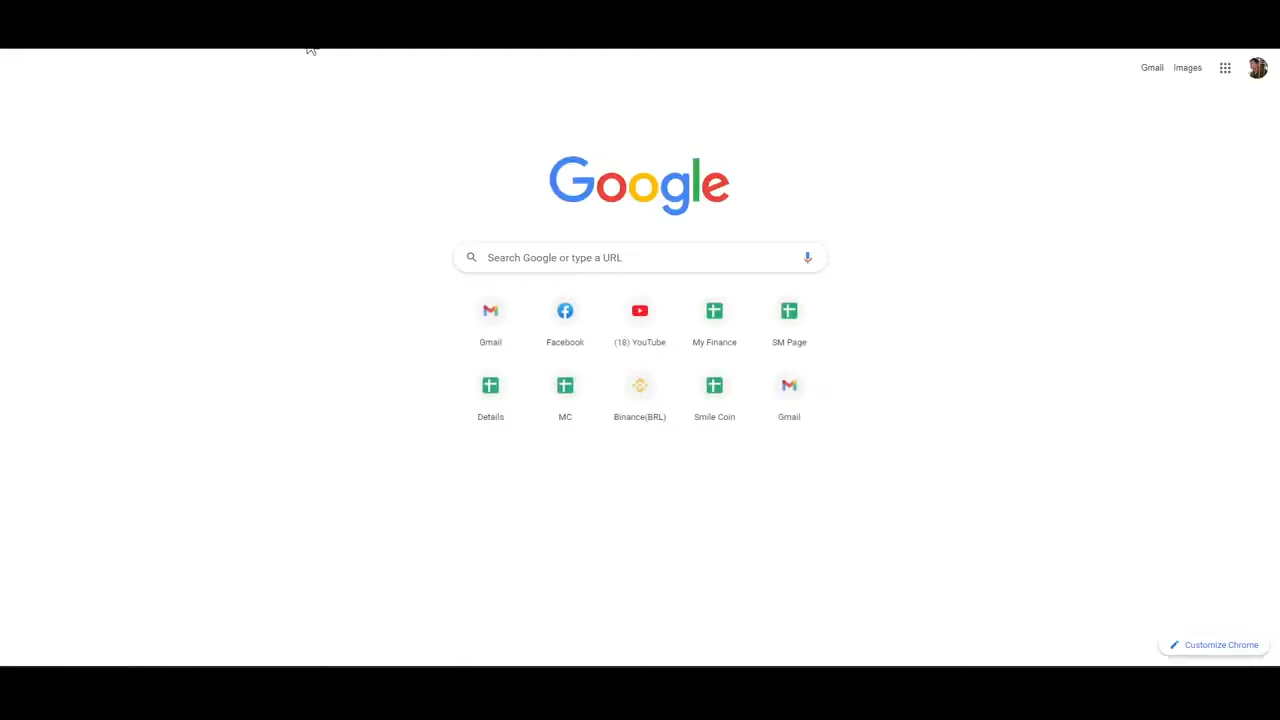 Gmail Images
Google
Search Google or type a URL
Gmail Facebook (18) YouTube My Finance SM Page
Details MC Binance(BRL) Smile Coin Gmail
Customize Chrome